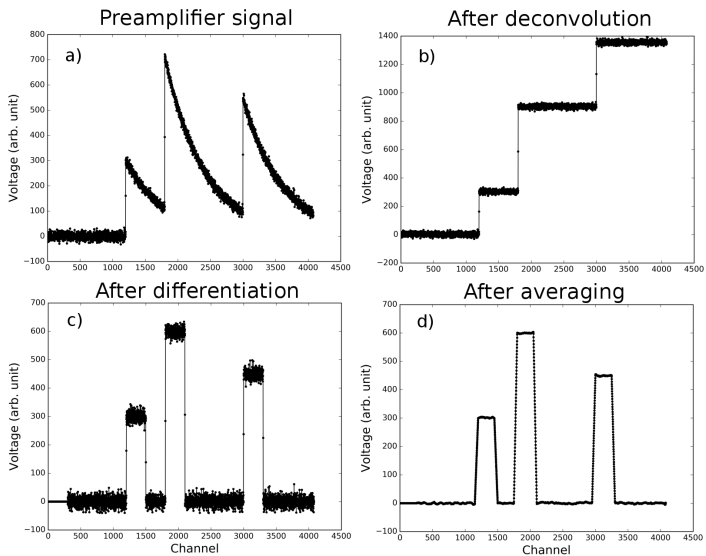 Preamplifier signal
a)
Voltage (arb. unit)
800
700
600
500
400
300
200
100
0
−100
0 500 1000 1500 2000 2500 3000 3500 4000 4500
After deconvolution
b)
Voltage (arb. unit)
1400
1200
1000
800
600
400
200
0
−200
0 500 1000 1500 2000 2500 3000 3500 4000 4500
After differentiation
c)
Voltage (arb. unit)
700
600
500
400
300
200
100
0
−100
0 500 1000 1500 2000 2500 3000 3500 4000 4500
Channel
After averaging
d)
Voltage (arb. unit)
700
600
500
400
300
200
100
0
−100
0 500 1000 1500 2000 2500 3000 3500 4000 4500
Channel